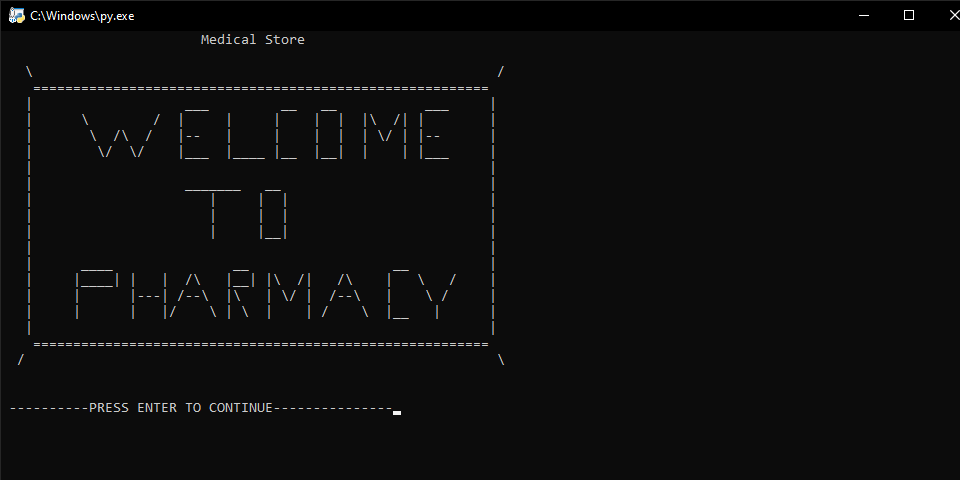 C:\Windows\py.exe
Medical Store
WELCOME
TO
PHARMACY
----------PRESS ENTER TO CONTINUE---------------